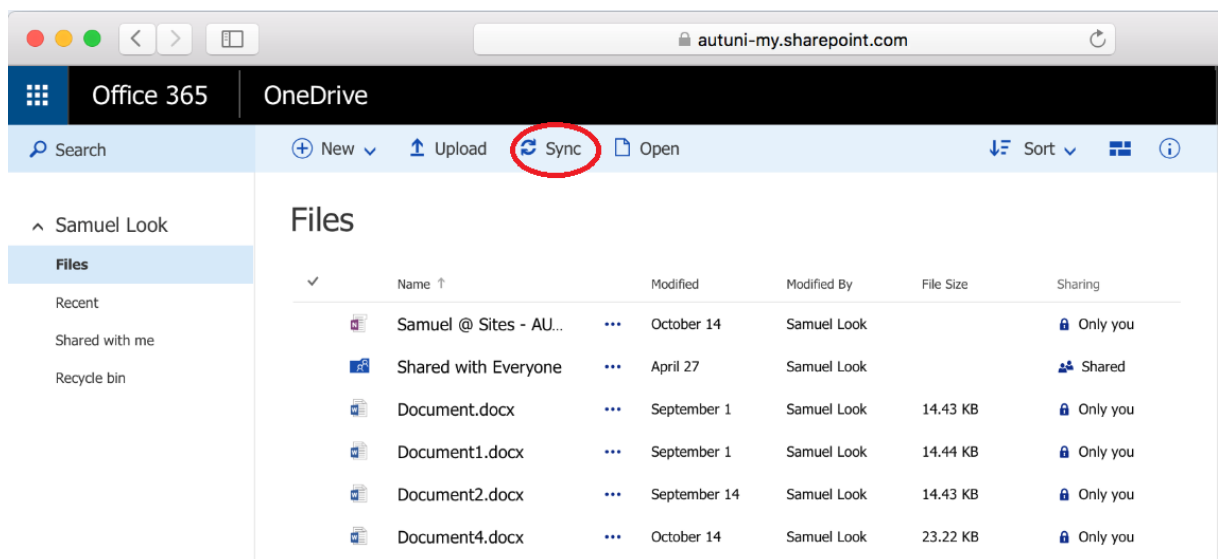 autuni-my.sharepoint.com
Office 365 OneDrive
Search New Upload Sync Open Sort
Samuel Look
Files
Recent
Shared with me
Recycle bin
Files
Name ↑ Modified Modified By File Size Sharing
Samuel @ Sites - AU... ••• October 14 Samuel Look Only you
Shared with Everyone ••• April 27 Samuel Look Shared
Document.docx ••• September 1 Samuel Look 14.43 KB Only you
Document1.docx ••• September 1 Samuel Look 14.44 KB Only you
Document2.docx ••• September 14 Samuel Look 14.43 KB Only you
Document4.docx ••• October 14 Samuel Look 23.22 KB Only you